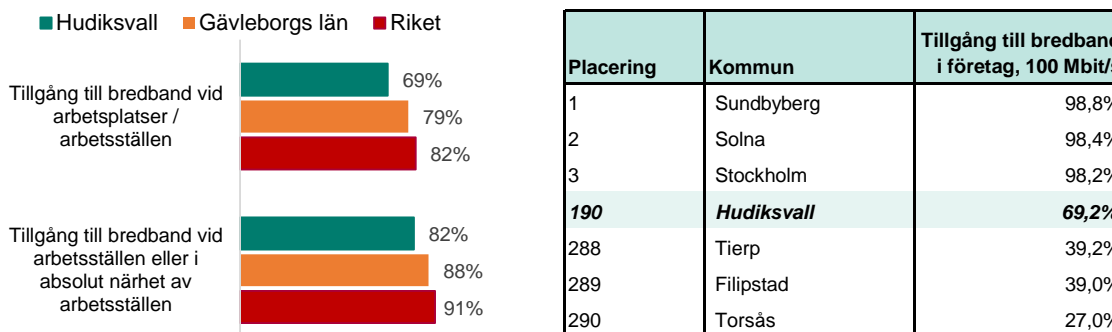 Hudiksvall Gävleborgs län Riket
Tillgång till bredband vid
arbetsplatser /
arbetsställen
69%
79%
82%
Tillgång till bredband vid
arbetsställen eller i
absolut närhet av
arbetsställen
82%
88%
91%
Placering Kommun Tillgång till bredband
i företag, 100 Mbit/s
1 Sundbyberg 98,8%
2 Solna 98,4%
3 Stockholm 98,2%
190 Hudiksvall 69,2%
288 Tierp 39,2%
289 Filipstad 39,0%
290 Torsås 27,0%